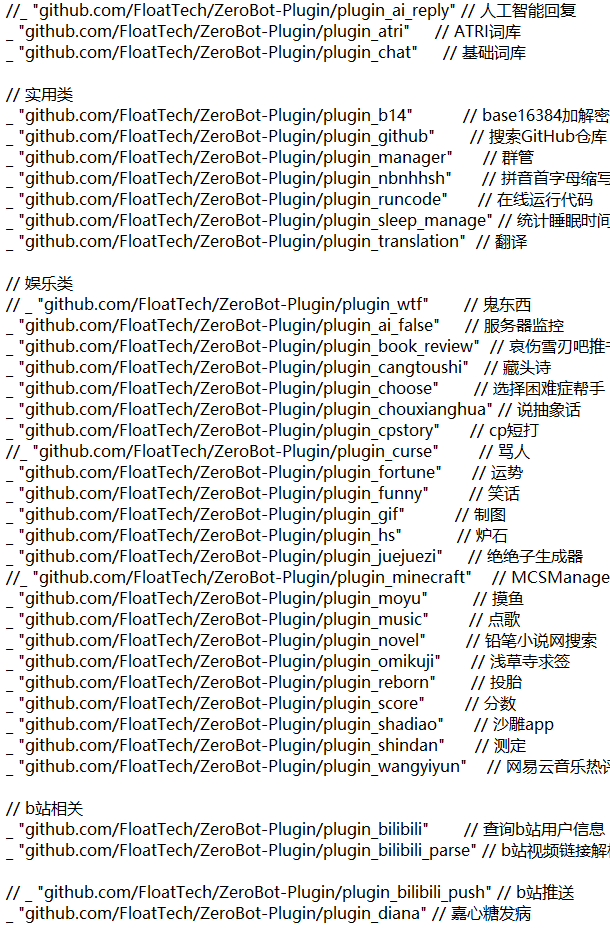 //_ "github.com/FloatTech/ZeroBot-Plugin/plugin_ai_reply" // 人工智能回复
_ "github.com/FloatTech/ZeroBot-Plugin/plugin_atri" // ATRI词库
_ "github.com/FloatTech/ZeroBot-Plugin/plugin_chat" // 基础词库
// 实用类
_ "github.com/FloatTech/ZeroBot-Plugin/plugin_b14" // base16384加解密
_ "github.com/FloatTech/ZeroBot-Plugin/plugin_github" // 搜索GitHub仓库
_ "github.com/FloatTech/ZeroBot-Plugin/plugin_manager" // 群管
_ "github.com/FloatTech/ZeroBot-Plugin/plugin_nbnhhsh" // 拼音首字母缩写
_ "github.com/FloatTech/ZeroBot-Plugin/plugin_runcode" // 在线运行代码
_ "github.com/FloatTech/ZeroBot-Plugin/plugin_sleep_manage" // 统计睡眠时间
_ "github.com/FloatTech/ZeroBot-Plugin/plugin_translation" // 翻译
// 娱乐类
// _ "github.com/FloatTech/ZeroBot-Plugin/plugin_wtf" // 鬼东西
_ "github.com/FloatTech/ZeroBot-Plugin/plugin_ai_false" // 服务器监控
_ "github.com/FloatTech/ZeroBot-Plugin/plugin_book_review" // 哀伤雪刃吧推书
_ "github.com/FloatTech/ZeroBot-Plugin/plugin_cangtoushi" // 藏头诗
_ "github.com/FloatTech/ZeroBot-Plugin/plugin_choose" // 选择困难症帮手
_ "github.com/FloatTech/ZeroBot-Plugin/plugin_chouxianghua" // 说抽象话
_ "github.com/FloatTech/ZeroBot-Plugin/plugin_cpstory" // cp短打
//_ "github.com/FloatTech/ZeroBot-Plugin/plugin_curse" // 骂人
_ "github.com/FloatTech/ZeroBot-Plugin/plugin_fortune" // 运势
_ "github.com/FloatTech/ZeroBot-Plugin/plugin_funny" // 笑话
_ "github.com/FloatTech/ZeroBot-Plugin/plugin_gif" // 制图
_ "github.com/FloatTech/ZeroBot-Plugin/plugin_hs" // 炉石
_ "github.com/FloatTech/ZeroBot-Plugin/plugin_juejuezi" // 绝绝子生成器
//_ "github.com/FloatTech/ZeroBot-Plugin/plugin_minecraft" // MCSManage
_ "github.com/FloatTech/ZeroBot-Plugin/plugin_moyu" // 摸鱼
_ "github.com/FloatTech/ZeroBot-Plugin/plugin_music" // 点歌
_ "github.com/FloatTech/ZeroBot-Plugin/plugin_novel" // 铅笔小说网搜索
_ "github.com/FloatTech/ZeroBot-Plugin/plugin_omikuji" // 浅草寺求签
_ "github.com/FloatTech/ZeroBot-Plugin/plugin_reborn" // 投胎
_ "github.com/FloatTech/ZeroBot-Plugin/plugin_score" // 分数
_ "github.com/FloatTech/ZeroBot-Plugin/plugin_shadiao" // 沙雕app
_ "github.com/FloatTech/ZeroBot-Plugin/plugin_shindan" // 测定
_ "github.com/FloatTech/ZeroBot-Plugin/plugin_wangyiyun" // 网易云音乐热评
// b站相关
_ "github.com/FloatTech/ZeroBot-Plugin/plugin_bilibili" // 查询b站用户信息
_ "github.com/FloatTech/ZeroBot-Plugin/plugin_bilibili_parse" // b站视频链接解析
// _ "github.com/FloatTech/ZeroBot-Plugin/plugin_bilibili_push" // b站推送
_ "github.com/FloatTech/ZeroBot-Plugin/plugin_diana" // 嘉心糖发病